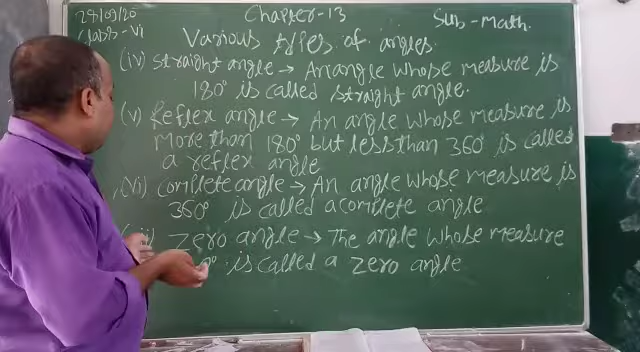 28/09/20
Chapter-13
Sub-Math.
Class-VI
Various Types of angles.
(iv) Straight angle → An angle whose measure is
180° is called straight angle.
(v) Reflex angle → An angle whose measure is
more than 180° but less than 360° is called
a reflex angle
(vi) Complete angle → An angle whose measure is
360° is called a complete angle
Zero angle → The angle whose measure
0° is called a zero angle